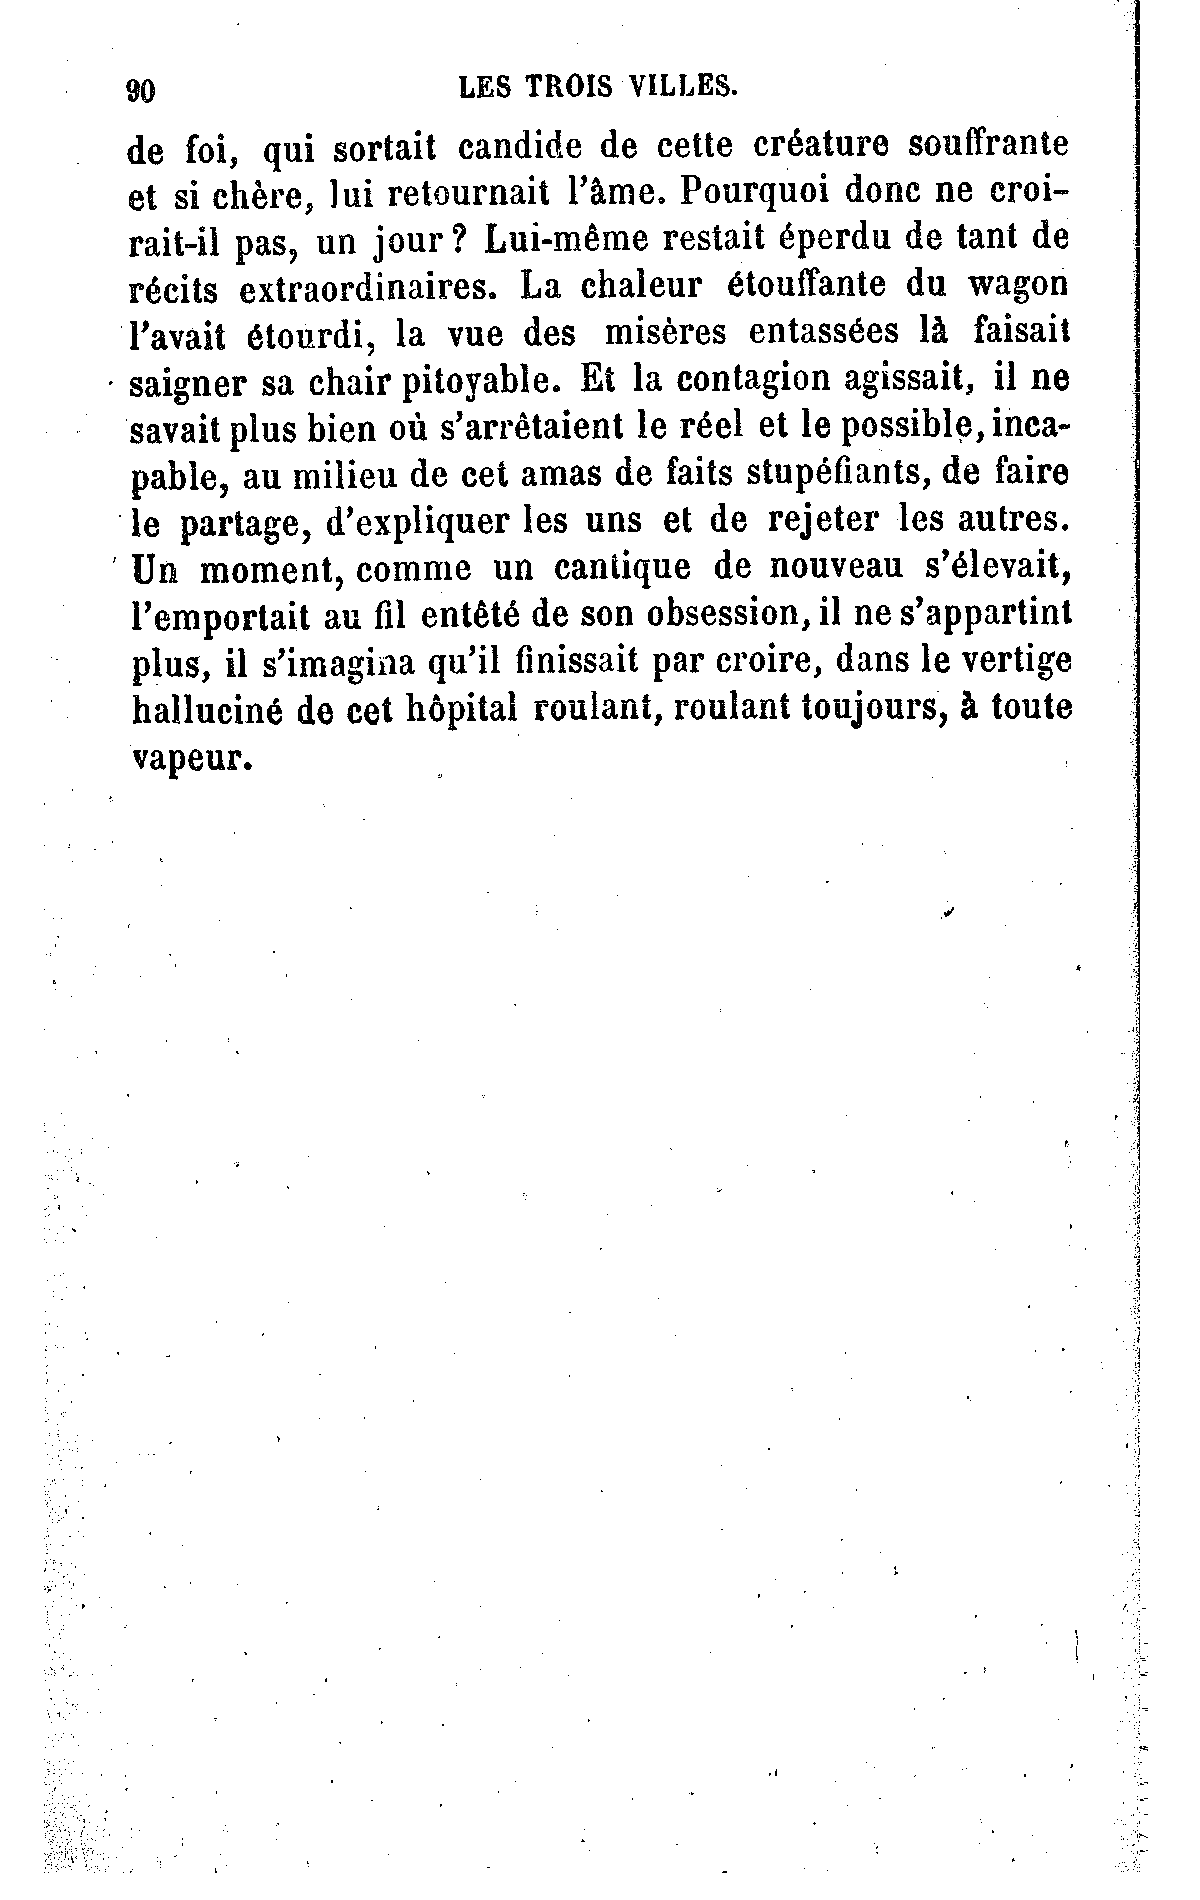 90 LES TROIS VILLES.
de foi, qui sortait candide de cette créature souffrante
et si chère, lui retournait l'âme. Pourquoi donc ne croi-
rait-il pas, un jour? Lui-même restait éperdu de tant de
récits extraordinaires. La chaleur étouffante du wagon
l'avait étourdi, la vue des misères entassées là faisait
saigner sa chair pitoyable. Et la contagion agissait, il ne
savait plus bien où s'arrêtaient le réel et le possible, inca-
pable, au milieu de cet amas de faits stupéfiants, de faire
le partage, d'expliquer les uns et de rejeter les autres.
Un moment, comme un cantique de nouveau s'élevait,
l'emportait au fil entêté de son obsession, il ne s'appartint
plus, il s'imagina qu'il finissait par croire, dans le vertige
halluciné de cet hôpital roulant, roulant toujours, à toute
vapeur.